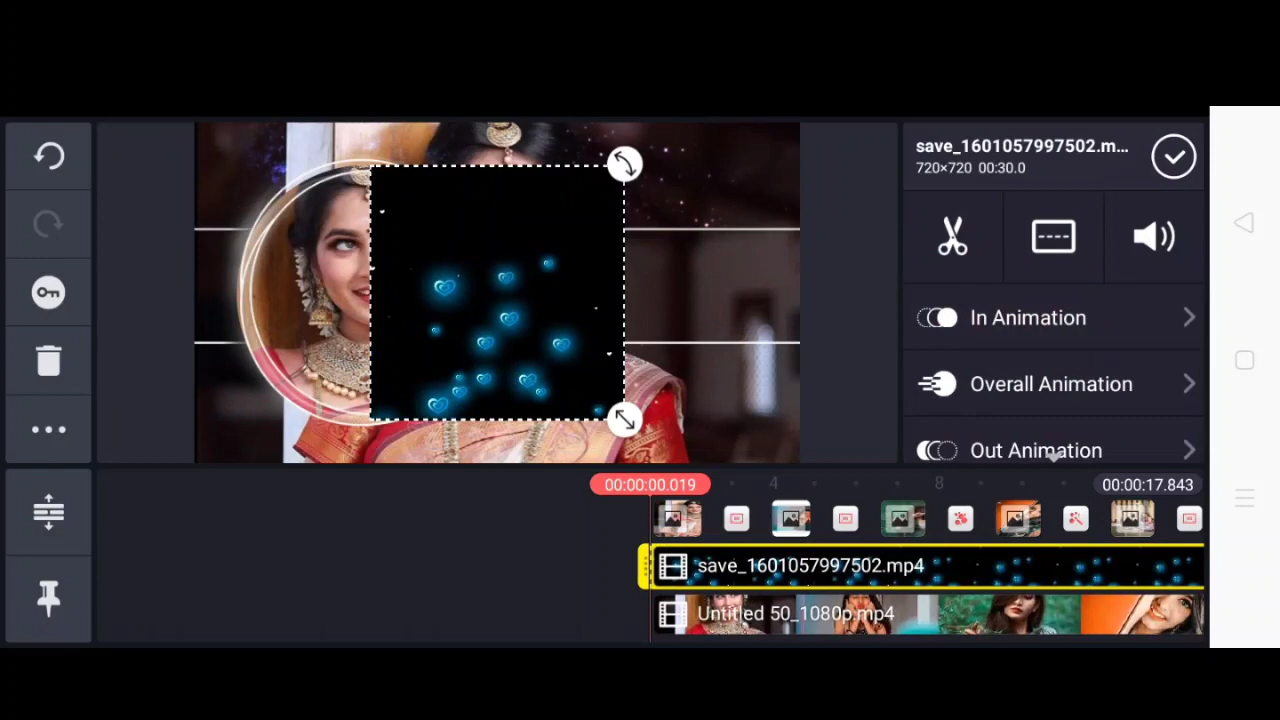 save_1601057997502.m...
720×720 00:30.0
In Animation
Overall Animation
Out Animation
00:00:00.019
4
8
00:00:17.843
save_1601057997502.mp4
Untitled 50_1080p.mp4